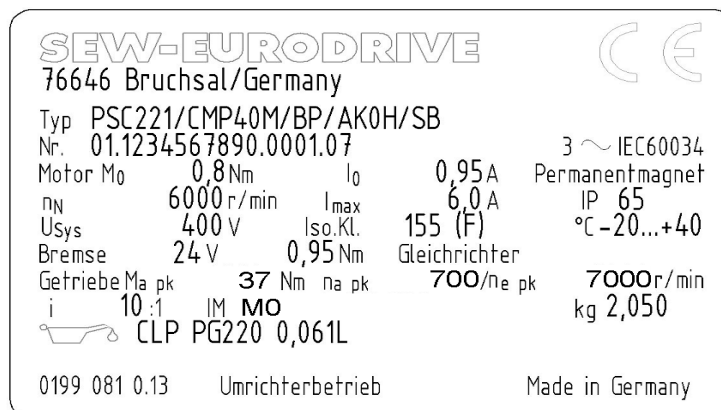 SEW-EURODRIVE CE
76646 Bruchsal/Germany
Typ PSC221/CMP40M/BP/AK0H/SB
Nr. 01.1234567890.0001.07 3 ~ IEC60034
Motor M0 0,8 Nm I0 0,95 A Permanentmagnet
nN 6000 r/min Imax 6,0 A IP 65
Usys 400 V Iso.Kl. 155 (F) °C -20...+40
Bremse 24 V 0,95 Nm Gleichrichter
Getriebe Ma pk 37 Nm na pk 700/ne pk 7000 r/min
i 10 :1 IM M0 kg 2,050
CLP PG220 0,061L
0199 081 0.13 Umrichterbetrieb Made in Germany